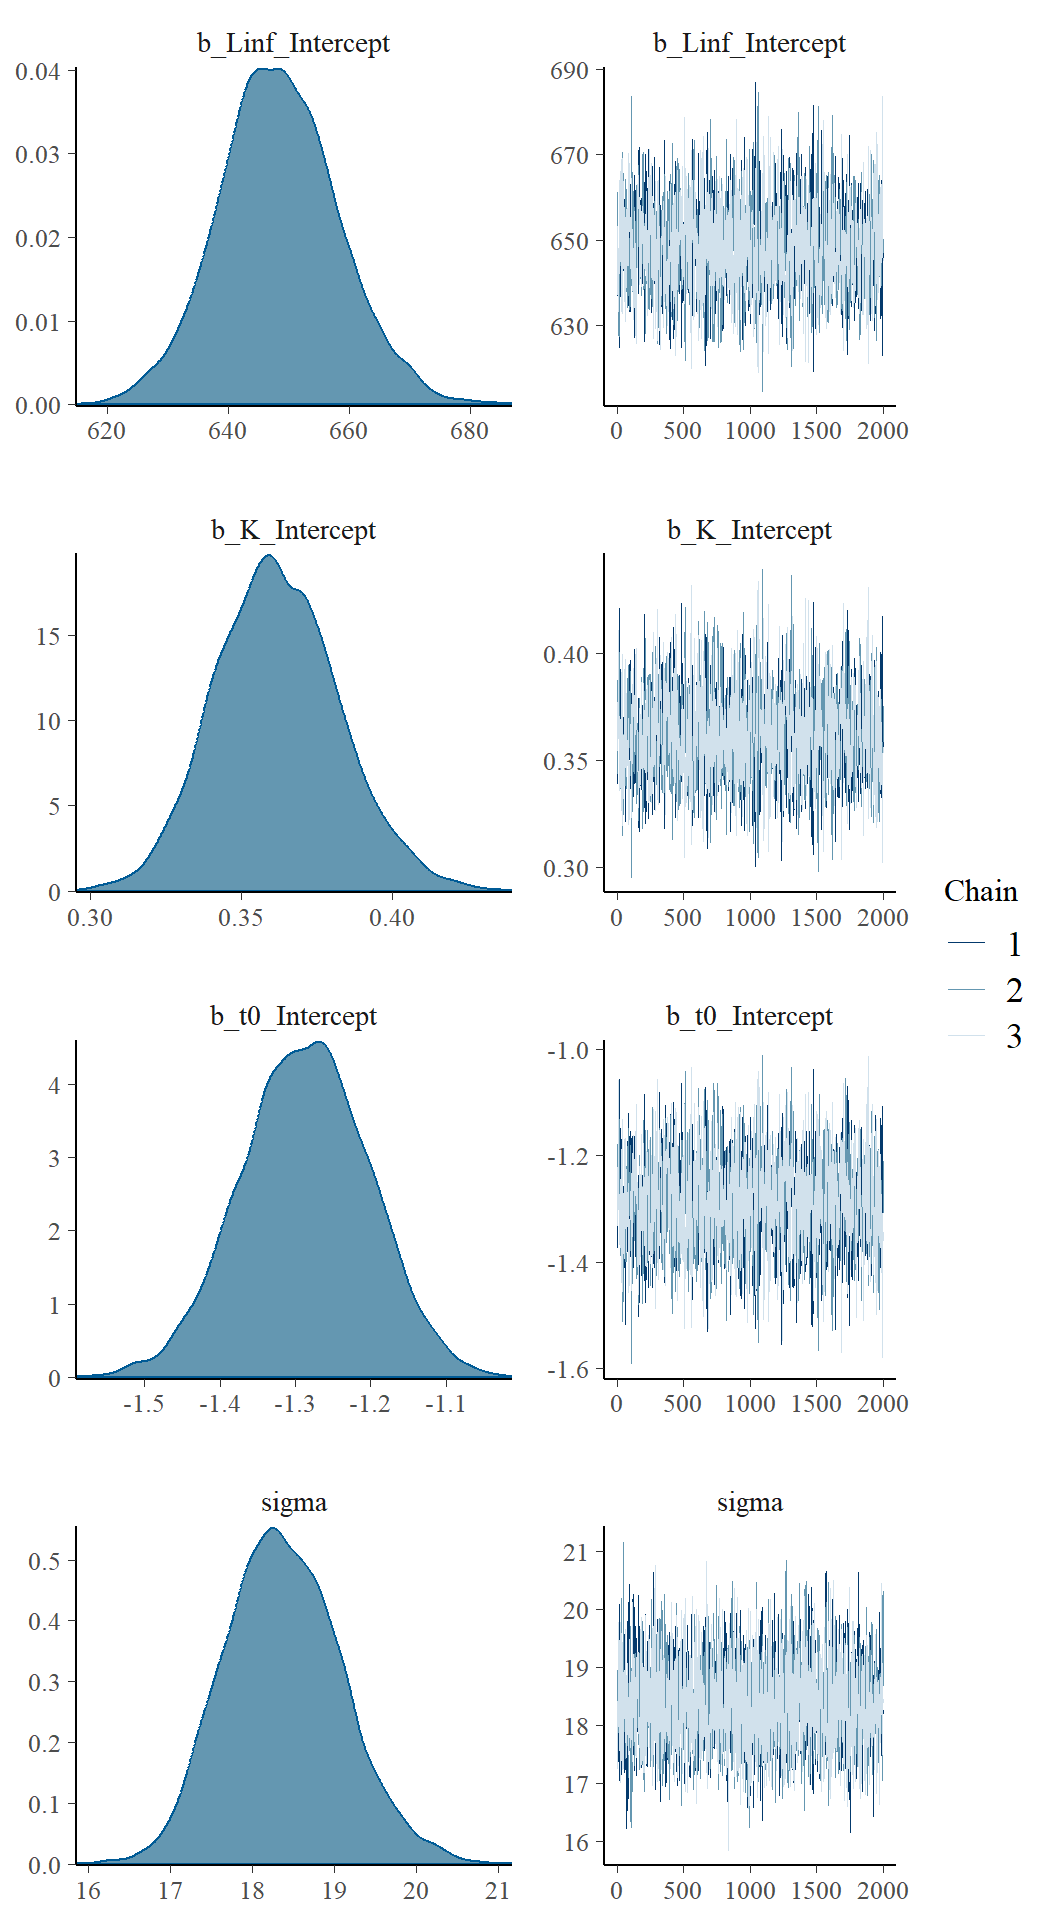 b_Linf_Intercept
0.04
0.03
0.02
0.01
0.00
620 640 660 680
b_Linf_Intercept
690
670
650
630
0 500 1000 1500 2000
b_K_Intercept
15
10
5
0
0.30 0.35 0.40
b_K_Intercept
0.40
0.35
0.30
0 500 1000 1500 2000
b_t0_Intercept
4
3
2
1
0
-1.5 -1.4 -1.3 -1.2 -1.1
b_t0_Intercept
-1.0
-1.2
-1.4
-1.6
0 500 1000 1500 2000
sigma
0.5
0.4
0.3
0.2
0.1
0.0
16 17 18 19 20 21
sigma
21
20
19
18
17
16
0 500 1000 1500 2000
Chain
1
2
3